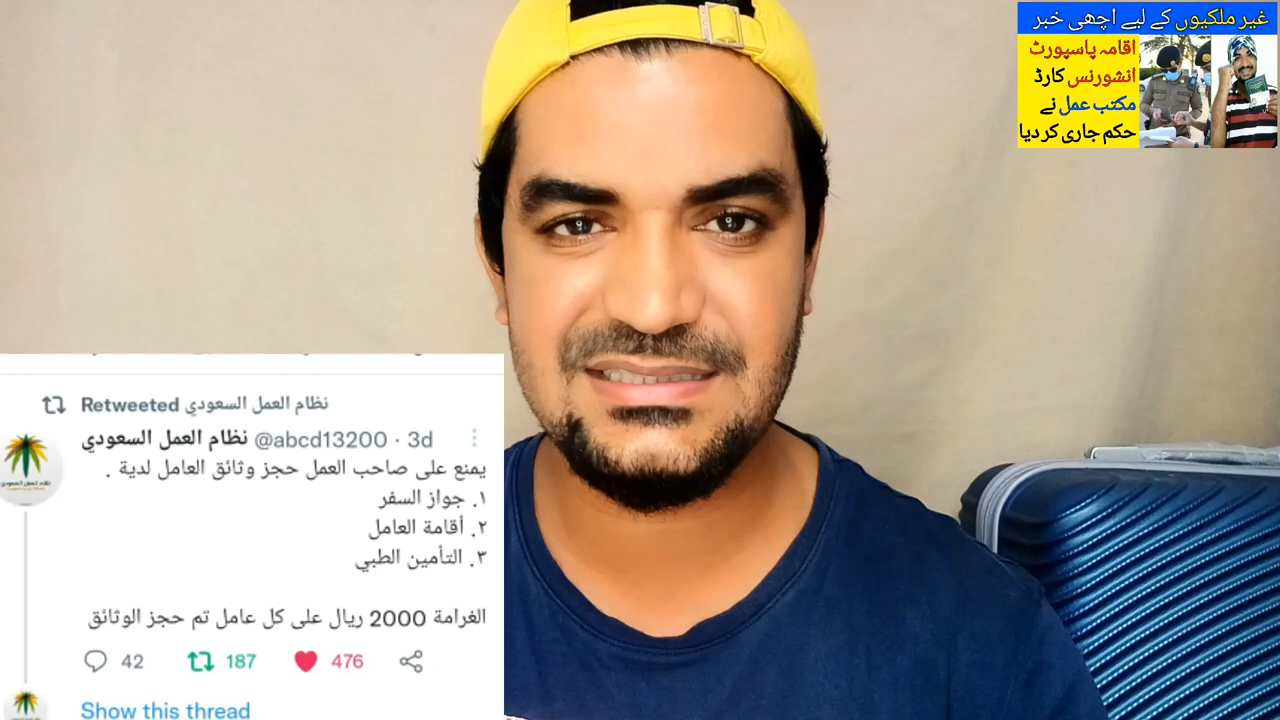 غیر ملکیوں کے لیے اچھی خبر
اقامہ پاسپورٹ
انشورنس کارڈ
مکتب عمل نے
حکم جاری کر دیا
نظام العمل السعودي Retweeted
نظام العمل السعودي @abcd13200 · 3d
يمنع على صاحب العمل حجز وثائق العامل لدية .
١. جواز السفر
٢. أقامة العامل
٣. التأمين الطبي
الغرامة 2000 ريال على كل عامل تم حجز الوثائق
42 187 476
Show this thread